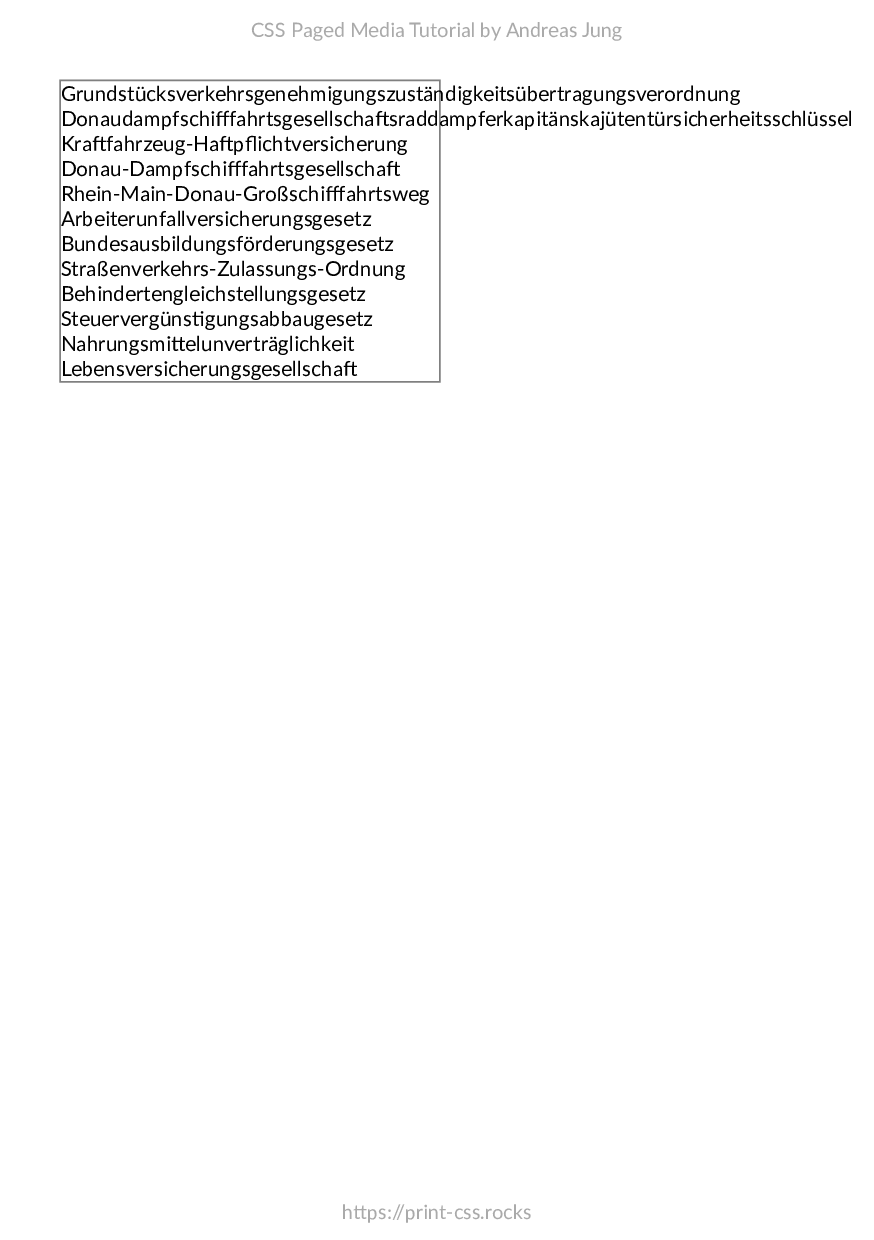 CSS Paged Media Tutorial by Andreas Jung
Grundstücksverkehrsgenehmigungszuständigkeitsübertragungsverordnung
Donaudampfschifffahrtsgesellschaftsraddampferkapitänskajütentürsicherheitsschlüssel
Kraftfahrzeug-Haftpflichtversicherung
Donau-Dampfschifffahrtsgesellschaft
Rhein-Main-Donau-Großschifffahrtsweg
Arbeiterunfallversicherungsgesetz
Bundesausbildungsförderungsgesetz
Straßenverkehrs-Zulassungs-Ordnung
Behindertengleichstellungsgesetz
Steuervergünstigungsabbaugesetz
Nahrungsmittelunverträglichkeit
Lebensversicherungsgesellschaft
https://print-css.rocks